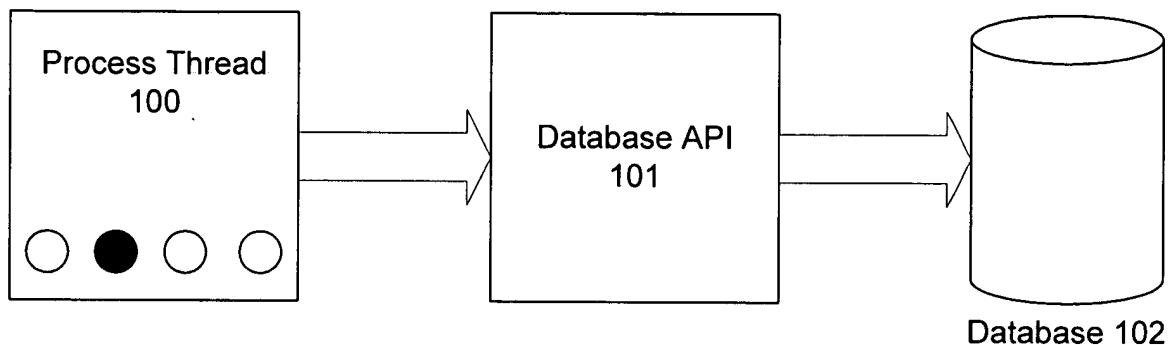 Process Thread
100
Database API
101
Database 102